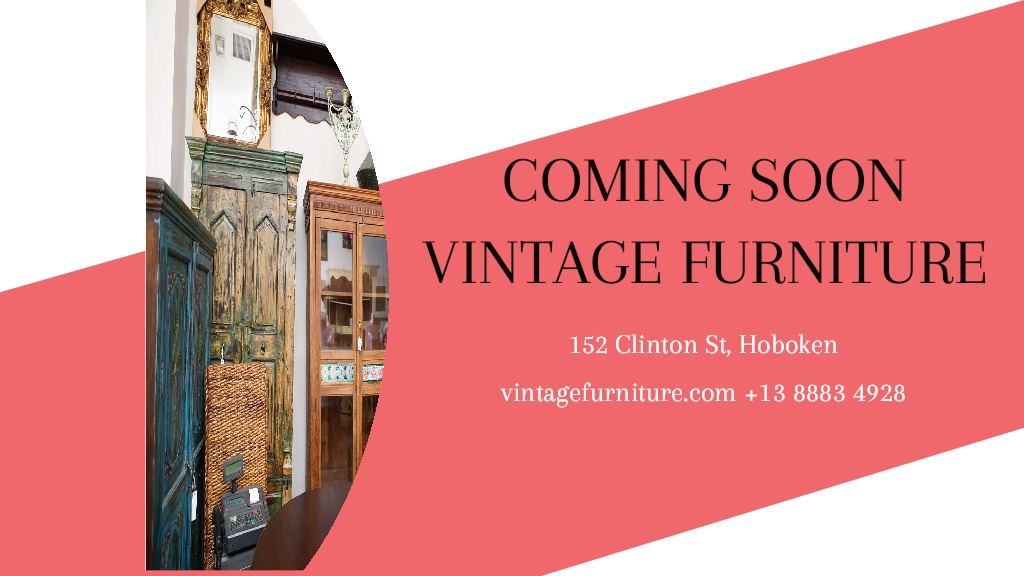 COMING SOON
VINTAGE FURNITURE
152 Clinton St, Hoboken
vintagefurniture.com +13 8883 4928